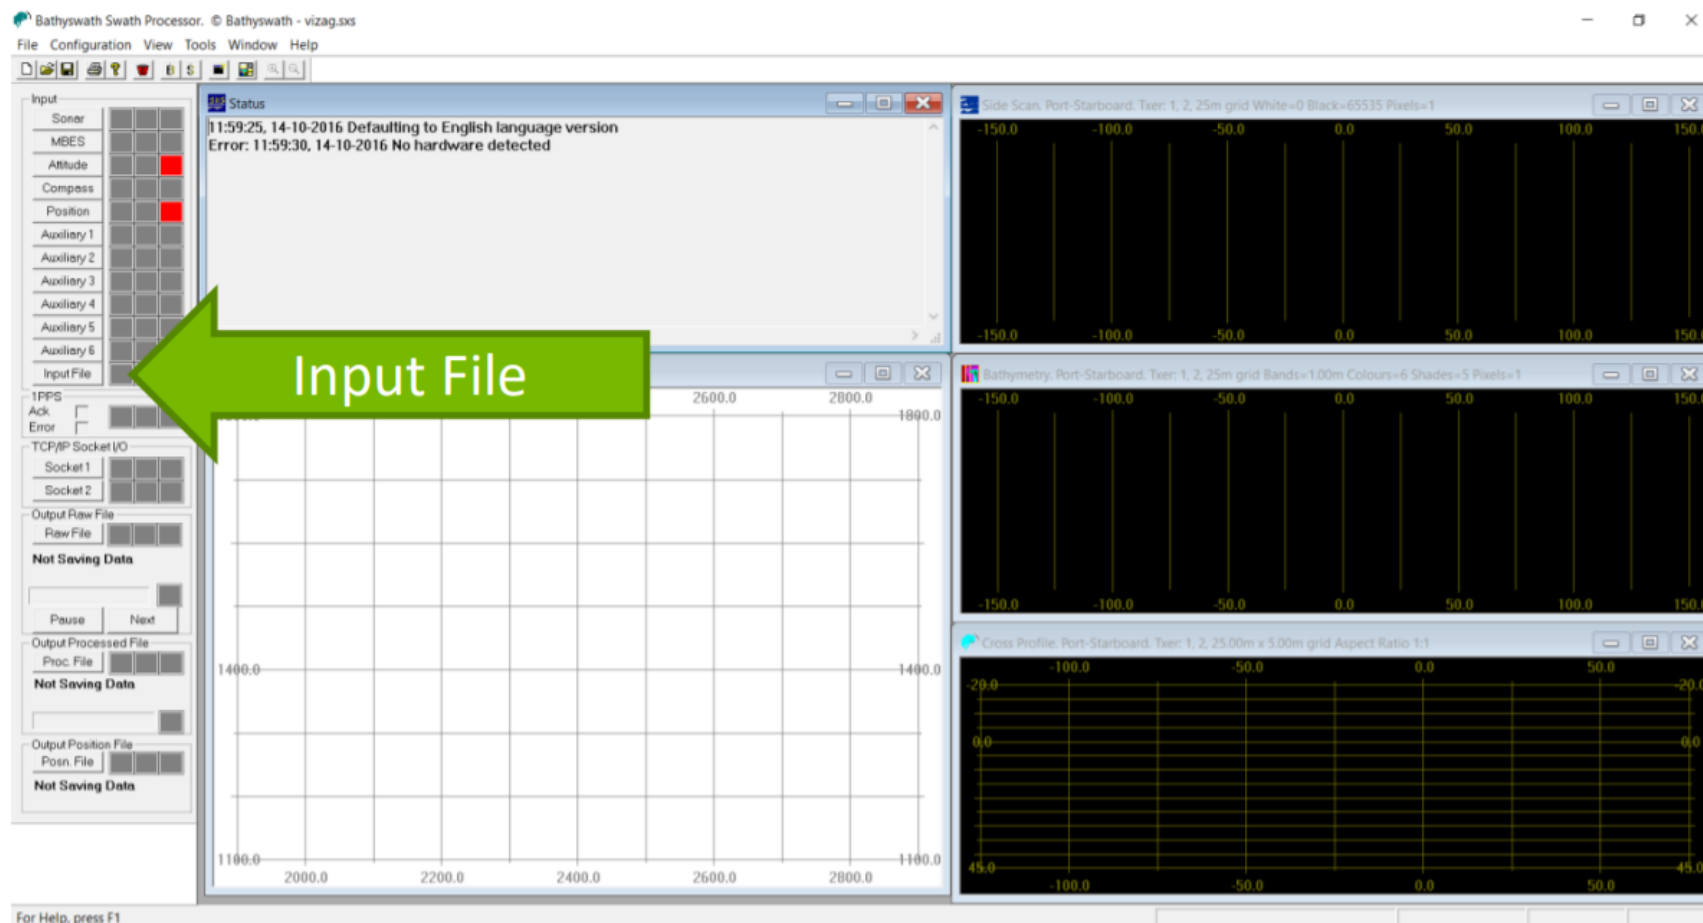 Bathyswath Swath Processor. © Bathyswath - vizag.sxs
File Configuration View Tools Window Help
Input
Sonar
MBES
Attitude
Compass
Position
Auxiliary 1
Auxiliary 2
Auxiliary 3
Auxiliary 4
Auxiliary 5
Auxiliary 6
Input File
1PPS
Ack
Error
TCP/IP Socket I/O
Socket 1
Socket 2
Output Raw File
Raw File
Not Saving Data
Pause Next
Output Processed File
Proc. File
Not Saving Data
Output Position File
Posn. File
Not Saving Data
Status
11:59:25, 14-10-2016 Defaulting to English language version
Error: 11:59:30, 14-10-2016 No hardware detected
Input File
2600.0 2800.0
1800.0
1400.0 1400.0
1100.0 1100.0
2000.0 2200.0 2400.0 2600.0 2800.0
Side Scan. Port-Starboard. Txer: 1, 2, 25m grid White=0 Black=65535 Pixels=1
-150.0 -100.0 -50.0 0.0 50.0 100.0 150.
-150.0 -100.0 -50.0 0.0 50.0 100.0 150.
Bathymetry. Port-Starboard. Txer: 1, 2, 25m grid Bands=1.00m Colours=6 Shades=5 Pixels=1
-150.0 -100.0 -50.0 0.0 50.0 100.0 150.
-150.0 -100.0 -50.0 0.0 50.0 100.0 150.
Cross Profile. Port-Starboard. Txer: 1, 2, 25.00m x 5.00m grid Aspect Ratio 1:1
-100.0 -50.0 0.0 50.0
-20.0 -20.0
0.0 0.0
45.0 45.0
-100.0 -50.0 0.0 50.0
For Help, press F1